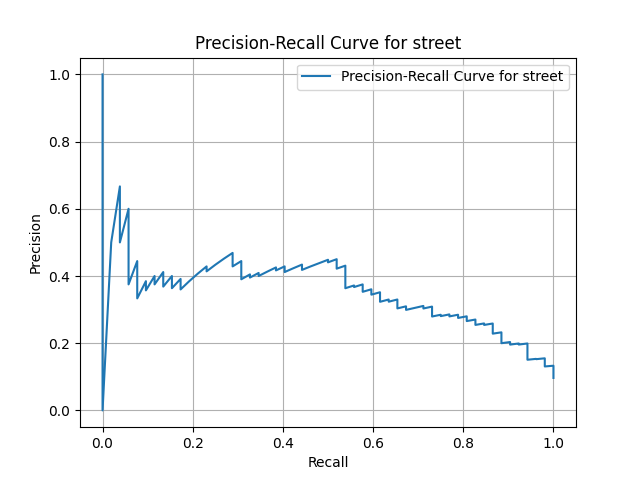 Precision-Recall Curve for street
Precision-Recall Curve for street
1.0
0.8
0.6
0.4
0.2
0.0
Precision
0.0 0.2 0.4 0.6 0.8 1.0
Recall